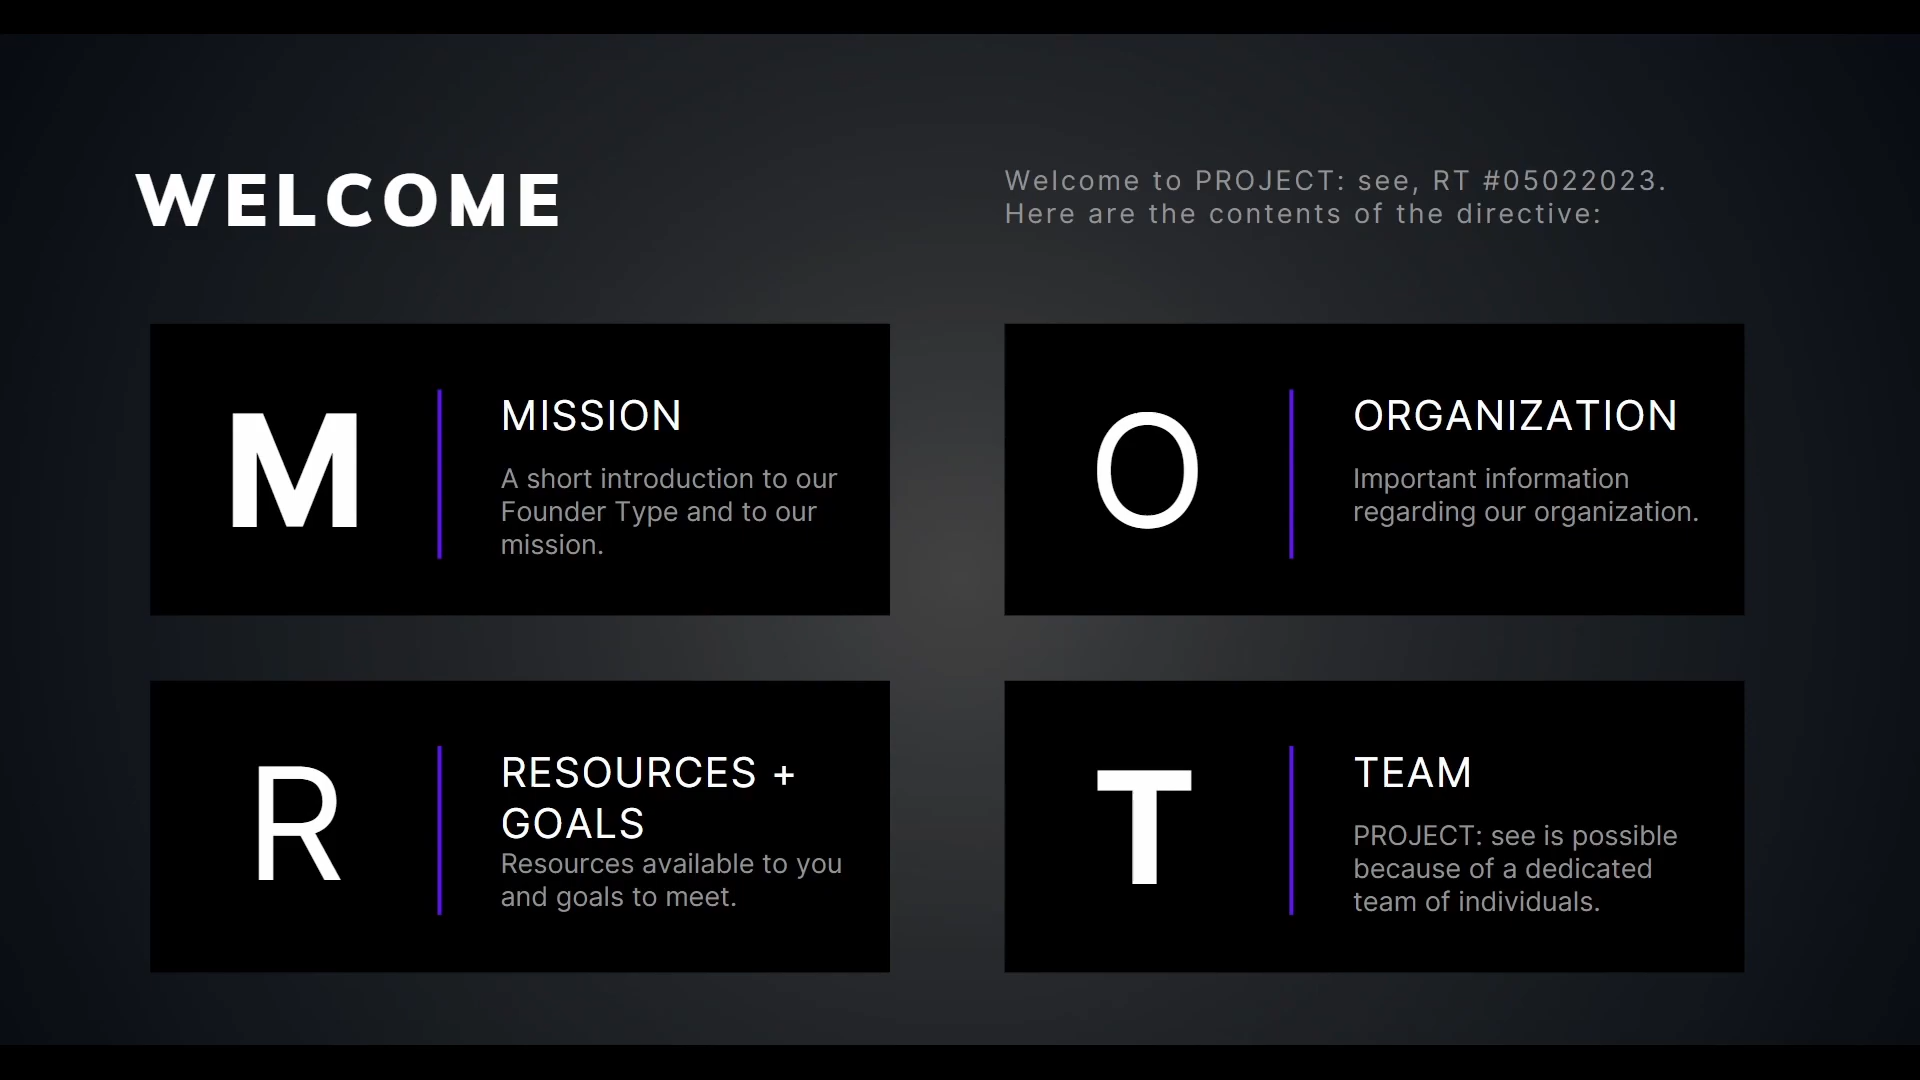 WELCOME
Welcome to PROJECT: see, RT #05022023.
Here are the contents of the directive:
M
MISSION
A short introduction to our
Founder Type and to our
mission.
O
ORGANIZATION
Important information
regarding our organization.
R
RESOURCES +
GOALS
Resources available to you
and goals to meet.
T
TEAM
PROJECT: see is possible
because of a dedicated
team of individuals.